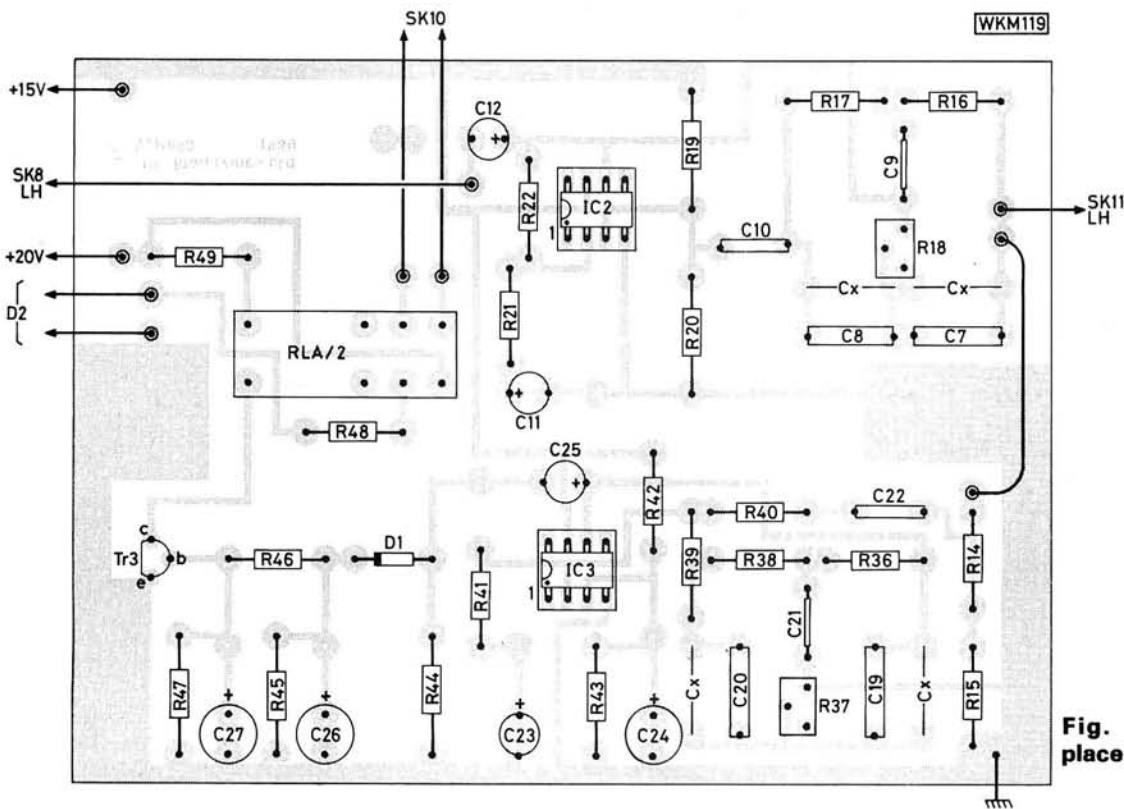 SK10
WKM119
+15V
C12
R17
R16
R19
C9
SK8
LH
R22
IC2
1
SK11
LH
C10
R18
+20V
R49
D2
R21
R20
Cx
Cx
RLA/2
C8
C7
C11
R48
C25
R42
R40
C22
c
Tr3
b
e
R46
D1
R41
IC3
1
R39
R38
R36
R14
C21
R47
R45
R44
R43
Cx
C20
R37
C19
Cx
R15
+
C27
+
C26
+
C23
+
C24
Fig.
place